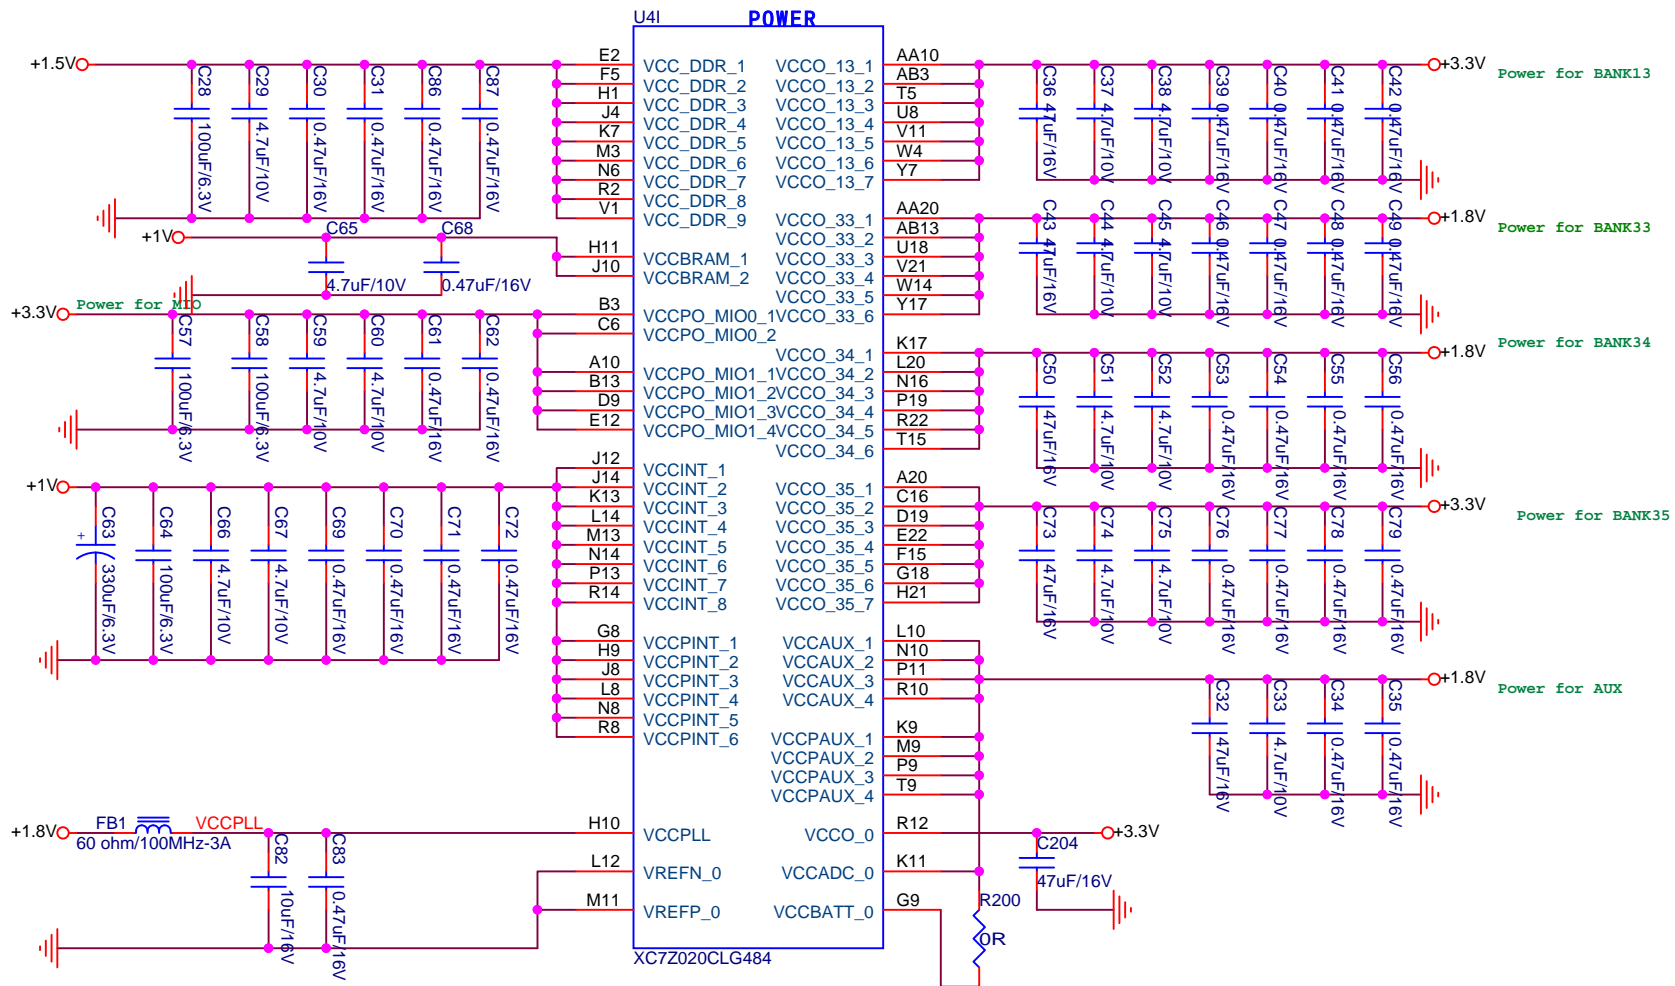 U4I
POWER
+1.5V
C28
100uF/6.3V
C29
4.7uF/10V
C30
0.47uF/16V
C31
0.47uF/16V
C86
0.47uF/16V
C87
0.47uF/16V
E2
VCC_DDR_1
F5
VCC_DDR_2
H1
VCC_DDR_3
J4
VCC_DDR_4
K7
VCC_DDR_5
M3
VCC_DDR_6
N6
VCC_DDR_7
R2
VCC_DDR_8
V1
VCC_DDR_9
+1V
C65
4.7uF/10V
C68
0.47uF/16V
H11
VCCBRAM_1
J10
VCCBRAM_2
+3.3V
Power for MIO
C57
100uF/6.3V
C58
100uF/6.3V
C59
4.7uF/10V
C60
4.7uF/10V
C61
0.47uF/16V
C62
0.47uF/16V
B3
VCCPO_MIO0_1
C6
VCCPO_MIO0_2
A10
VCCPO_MIO1_1
B13
VCCPO_MIO1_2
D9
VCCPO_MIO1_3
E12
VCCPO_MIO1_4
+1V
C63
+
330uF/6.3V
C64
100uF/6.3V
C66
4.7uF/10V
C67
4.7uF/10V
C69
0.47uF/16V
C70
0.47uF/16V
C71
0.47uF/16V
C72
0.47uF/16V
J12
VCCINT_1
J14
VCCINT_2
K13
VCCINT_3
L14
VCCINT_4
M13
VCCINT_5
N14
VCCINT_6
P13
VCCINT_7
R14
VCCINT_8
G8
VCCPINT_1
H9
VCCPINT_2
J8
VCCPINT_3
L8
VCCPINT_4
N8
VCCPINT_5
R8
VCCPINT_6
+1.8V
FB1
60 ohm/100MHz-3A
VCCPLL
C82
10uF/16V
C83
0.47uF/16V
H10
VCCPLL
L12
VREFN_0
M11
VREFP_0
AA10
VCCO_13_1
AB3
VCCO_13_2
T5
VCCO_13_3
U8
VCCO_13_4
V11
VCCO_13_5
W4
VCCO_13_6
Y7
VCCO_13_7
C36
47uF/16V
C37
4.7uF/10V
C38
4.7uF/10V
C39
0.47uF/16V
C40
0.47uF/16V
C41
0.47uF/16V
C42
0.47uF/16V
+3.3V
Power for BANK13
AA20
VCCO_33_1
AB13
VCCO_33_2
U18
VCCO_33_3
V21
VCCO_33_4
W14
VCCO_33_5
Y17
VCCO_33_6
C43
47uF/16V
C44
4.7uF/10V
C45
4.7uF/10V
C46
0.47uF/16V
C47
0.47uF/16V
C48
0.47uF/16V
C49
0.47uF/16V
+1.8V
Power for BANK33
K17
VCCO_34_1
L20
VCCO_34_2
N16
VCCO_34_3
P19
VCCO_34_4
R22
VCCO_34_5
T15
VCCO_34_6
C50
47uF/16V
C51
4.7uF/10V
C52
4.7uF/10V
C53
0.47uF/16V
C54
0.47uF/16V
C55
0.47uF/16V
C56
0.47uF/16V
+1.8V
Power for BANK34
A20
VCCO_35_1
C16
VCCO_35_2
D19
VCCO_35_3
E22
VCCO_35_4
F15
VCCO_35_5
G18
VCCO_35_6
H21
VCCO_35_7
C73
47uF/16V
C74
4.7uF/10V
C75
4.7uF/10V
C76
0.47uF/16V
C77
0.47uF/16V
C78
0.47uF/16V
C79
0.47uF/16V
+3.3V
Power for BANK35
L10
VCCAUX_1
N10
VCCAUX_2
P11
VCCAUX_3
R10
VCCAUX_4
K9
VCCPAUX_1
M9
VCCPAUX_2
P9
VCCPAUX_3
T9
VCCPAUX_4
C32
47uF/16V
C33
4.7uF/10V
C34
0.47uF/16V
C35
0.47uF/16V
+1.8V
Power for AUX
R12
VCCO_0
+3.3V
C204
47uF/16V
K11
VCCADC_0
G9
VCCBATT_0
R200
0R
XC7Z020CLG484